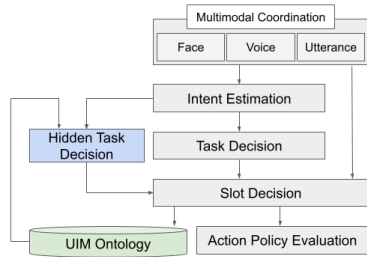 Multimodal Coordination
Face
Voice
Utterance
Intent Estimation
Hidden Task
Decision
Task Decision
Slot Decision
UIM Ontology
Action Policy Evaluation